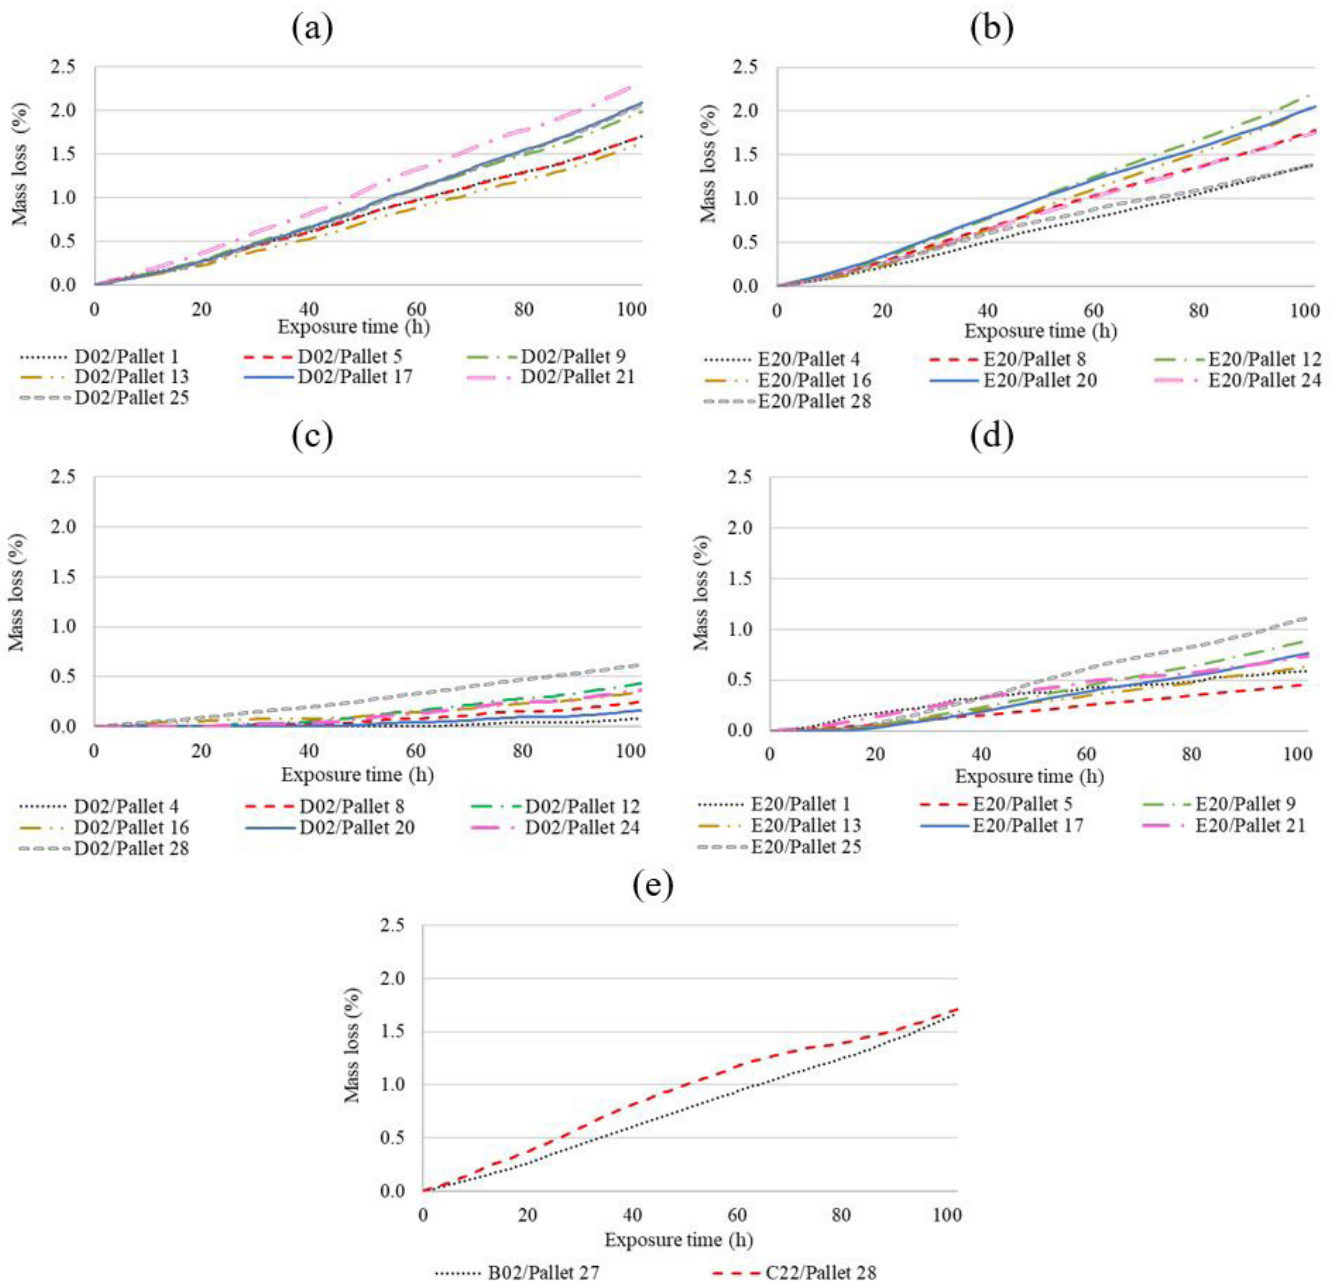 (a) (b)
2.5 2.5
2.0 2.0
1.5 1.5
1.0 1.0
0.5 0.5
0.0 0.0
Mass loss (%) Mass loss (%)
0 20 40 60 80 100 0 20 40 60 80 100
Exposure time (h) Exposure time (h)
D02/Pallet 1 D02/Pallet 5 D02/Pallet 9 E20/Pallet 4 E20/Pallet 8 E20/Pallet 12
D02/Pallet 13 D02/Pallet 17 D02/Pallet 21 E20/Pallet 16 E20/Pallet 20 E20/Pallet 24
D02/Pallet 25 E20/Pallet 28
(c) (d)
2.5 2.5
2.0 2.0
1.5 1.5
1.0 1.0
0.5 0.5
0.0 0.0
Mass loss (%) Mass loss (%)
0 20 40 60 80 100 0 20 40 60 80 100
Exposure time (h) Exposure time (h)
D02/Pallet 4 D02/Pallet 8 D02/Pallet 12 E20/Pallet 1 E20/Pallet 5 E20/Pallet 9
D02/Pallet 16 D02/Pallet 20 D02/Pallet 24 E20/Pallet 13 E20/Pallet 17 E20/Pallet 21
D02/Pallet 28 E20/Pallet 25
(e)
2.5
2.0
1.5
1.0
0.5
0.0
Mass loss (%)
0 20 40 60 80 100
Exposure time (h)
B02/Pallet 27 C22/Pallet 28